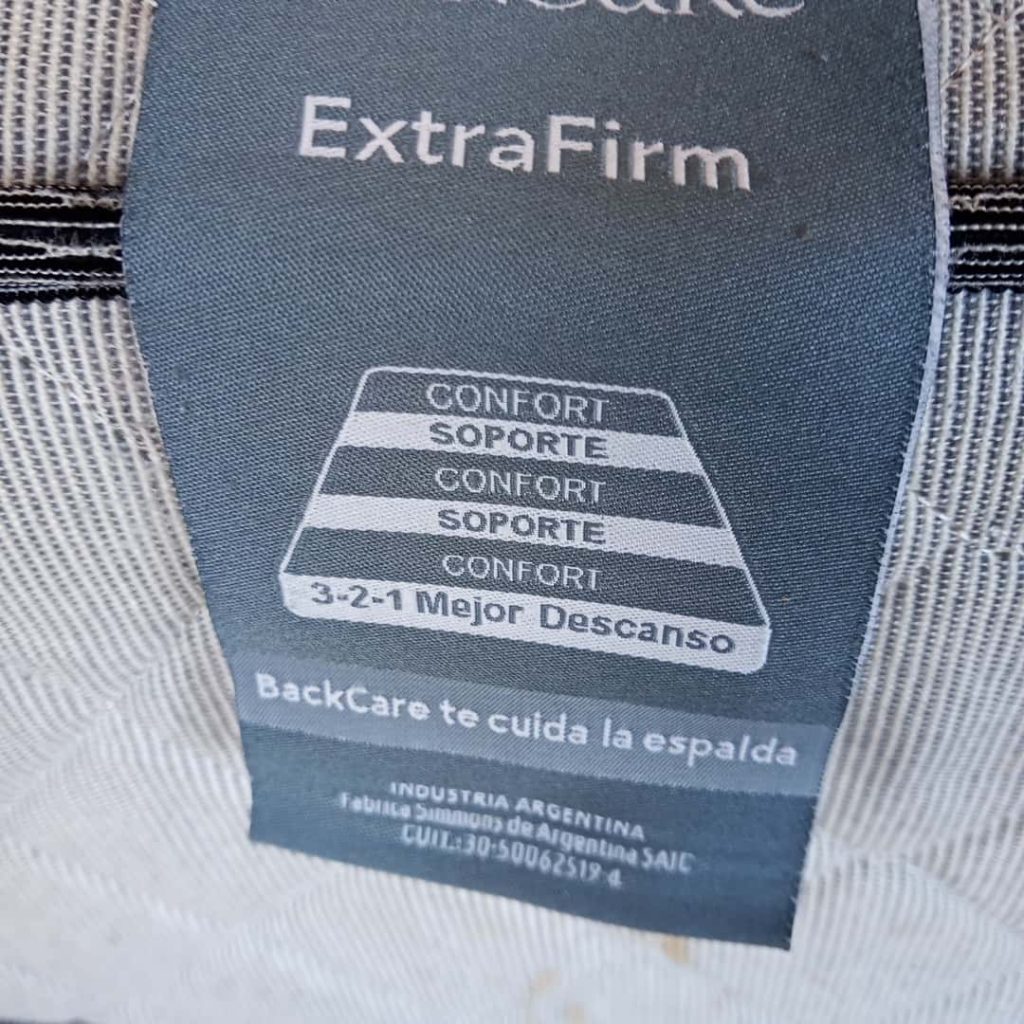 ExtraFirm
CONFORT
SOPORTE
CONFORT
SOPORTE
CONFORT
3-2-1 Mejor Descanso
BackCare te cuida la espalda
INDUSTRIA ARGENTINA
Fabrica Simmons de Argentina SAIC
CUIT.:30-50062519-4